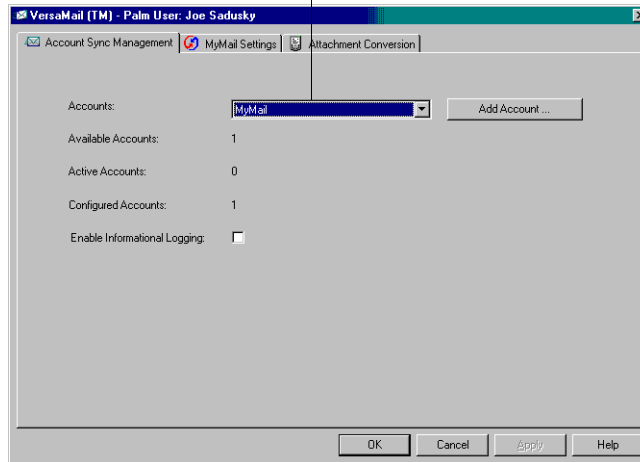 VersaMail (TM) - Palm User: Joe Sadusky
Account Sync Management MyMail Settings Attachment Conversion
Accounts: MyMail Add Account ...
Available Accounts: 1
Active Accounts: 0
Configured Accounts: 1
Enable Informational Logging:
OK Cancel Apply Help